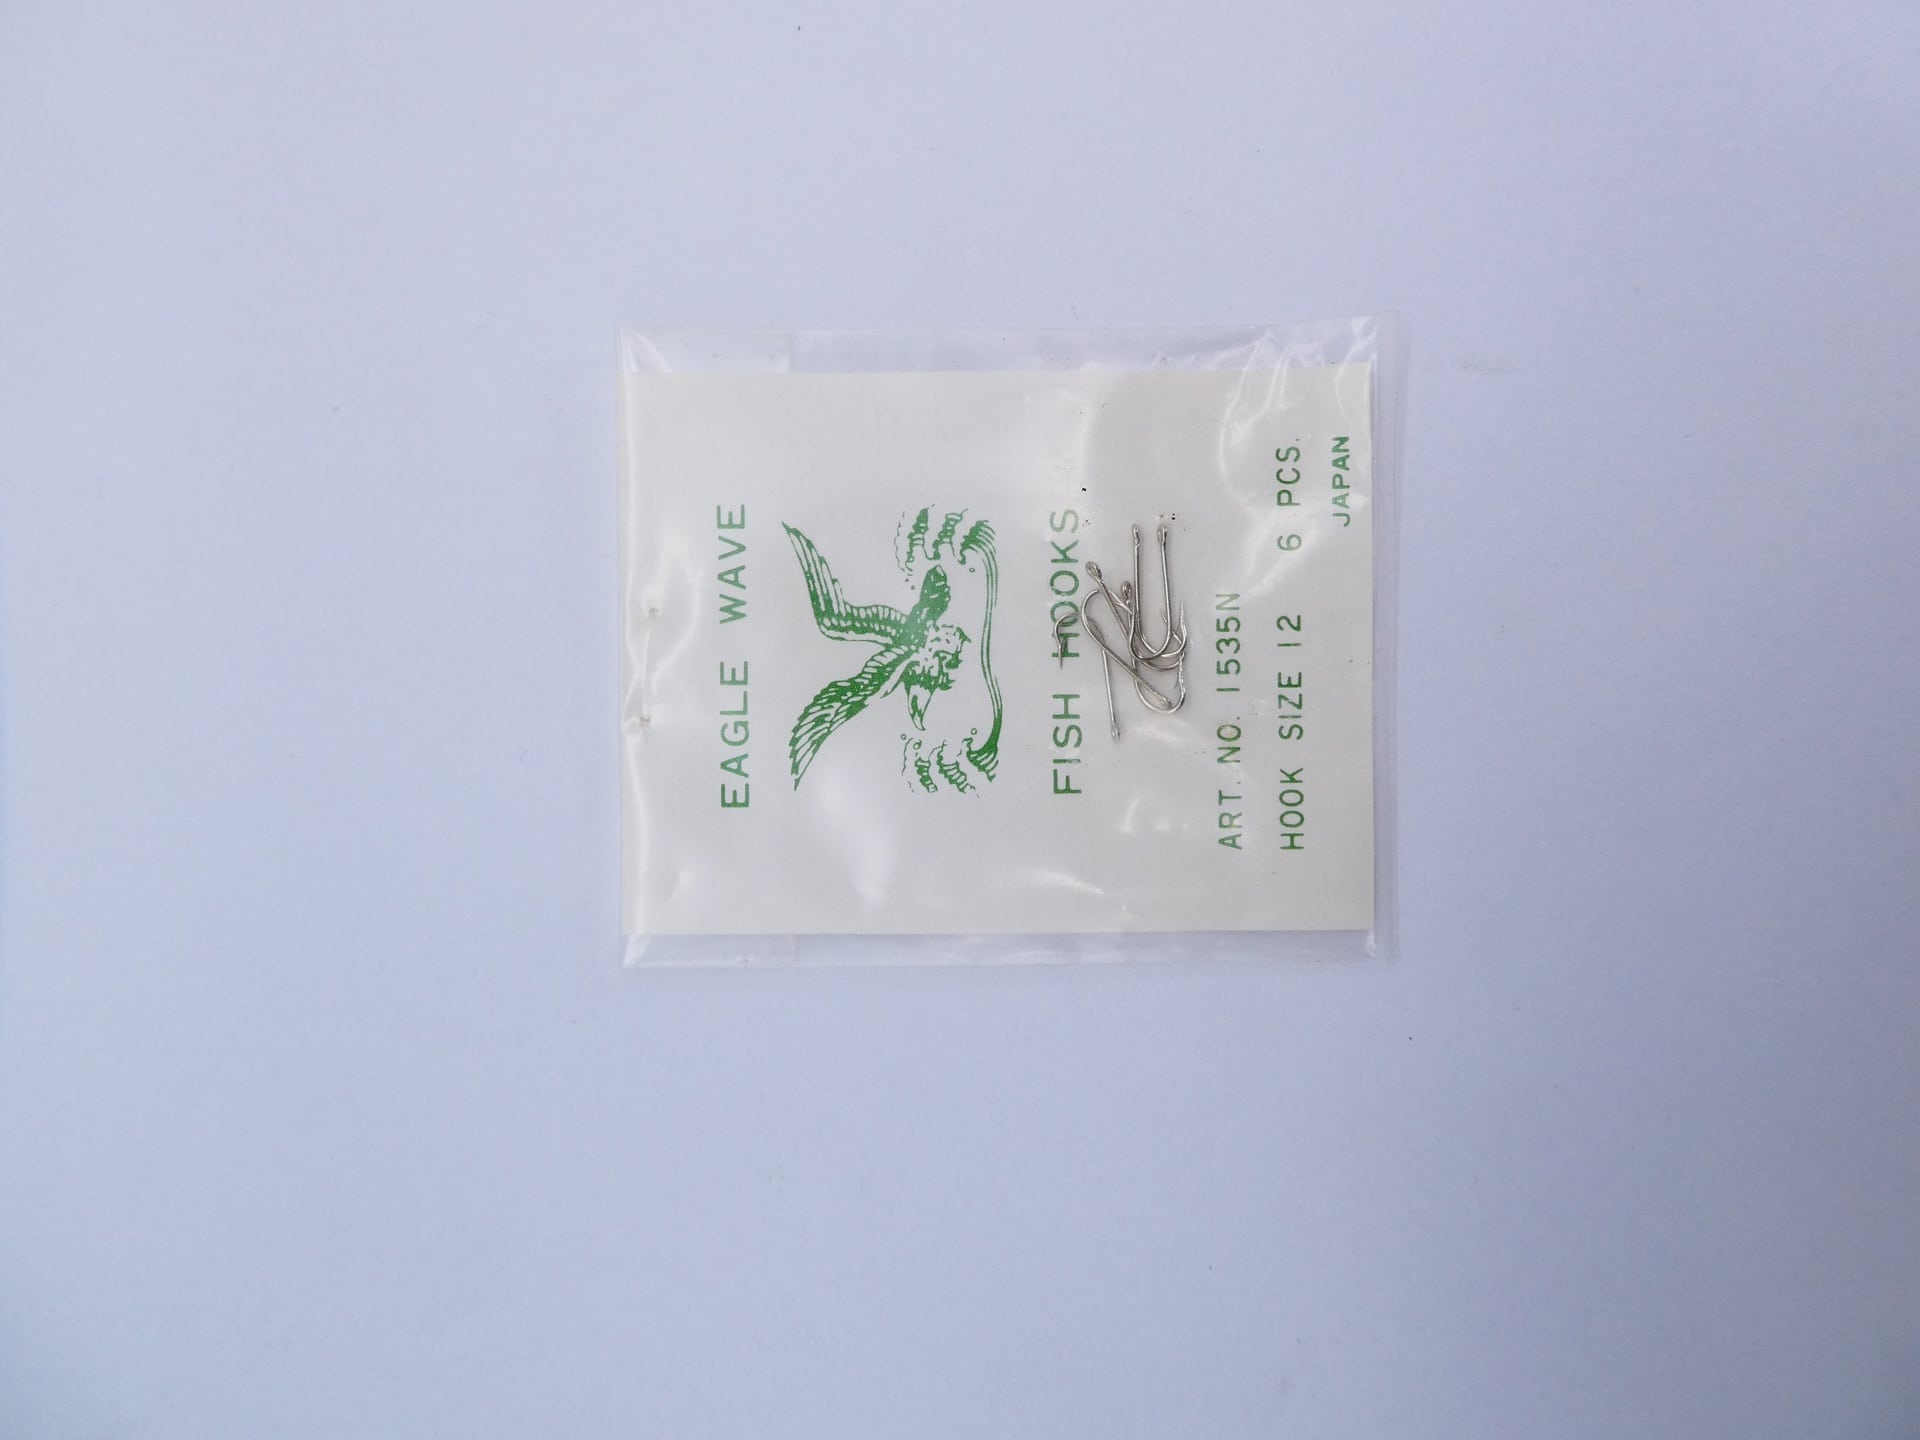 EAGLE WAVE
FISH HOOKS
ART. NO. 1535N
HOOK SIZE 12 6 PCS.
JAPAN